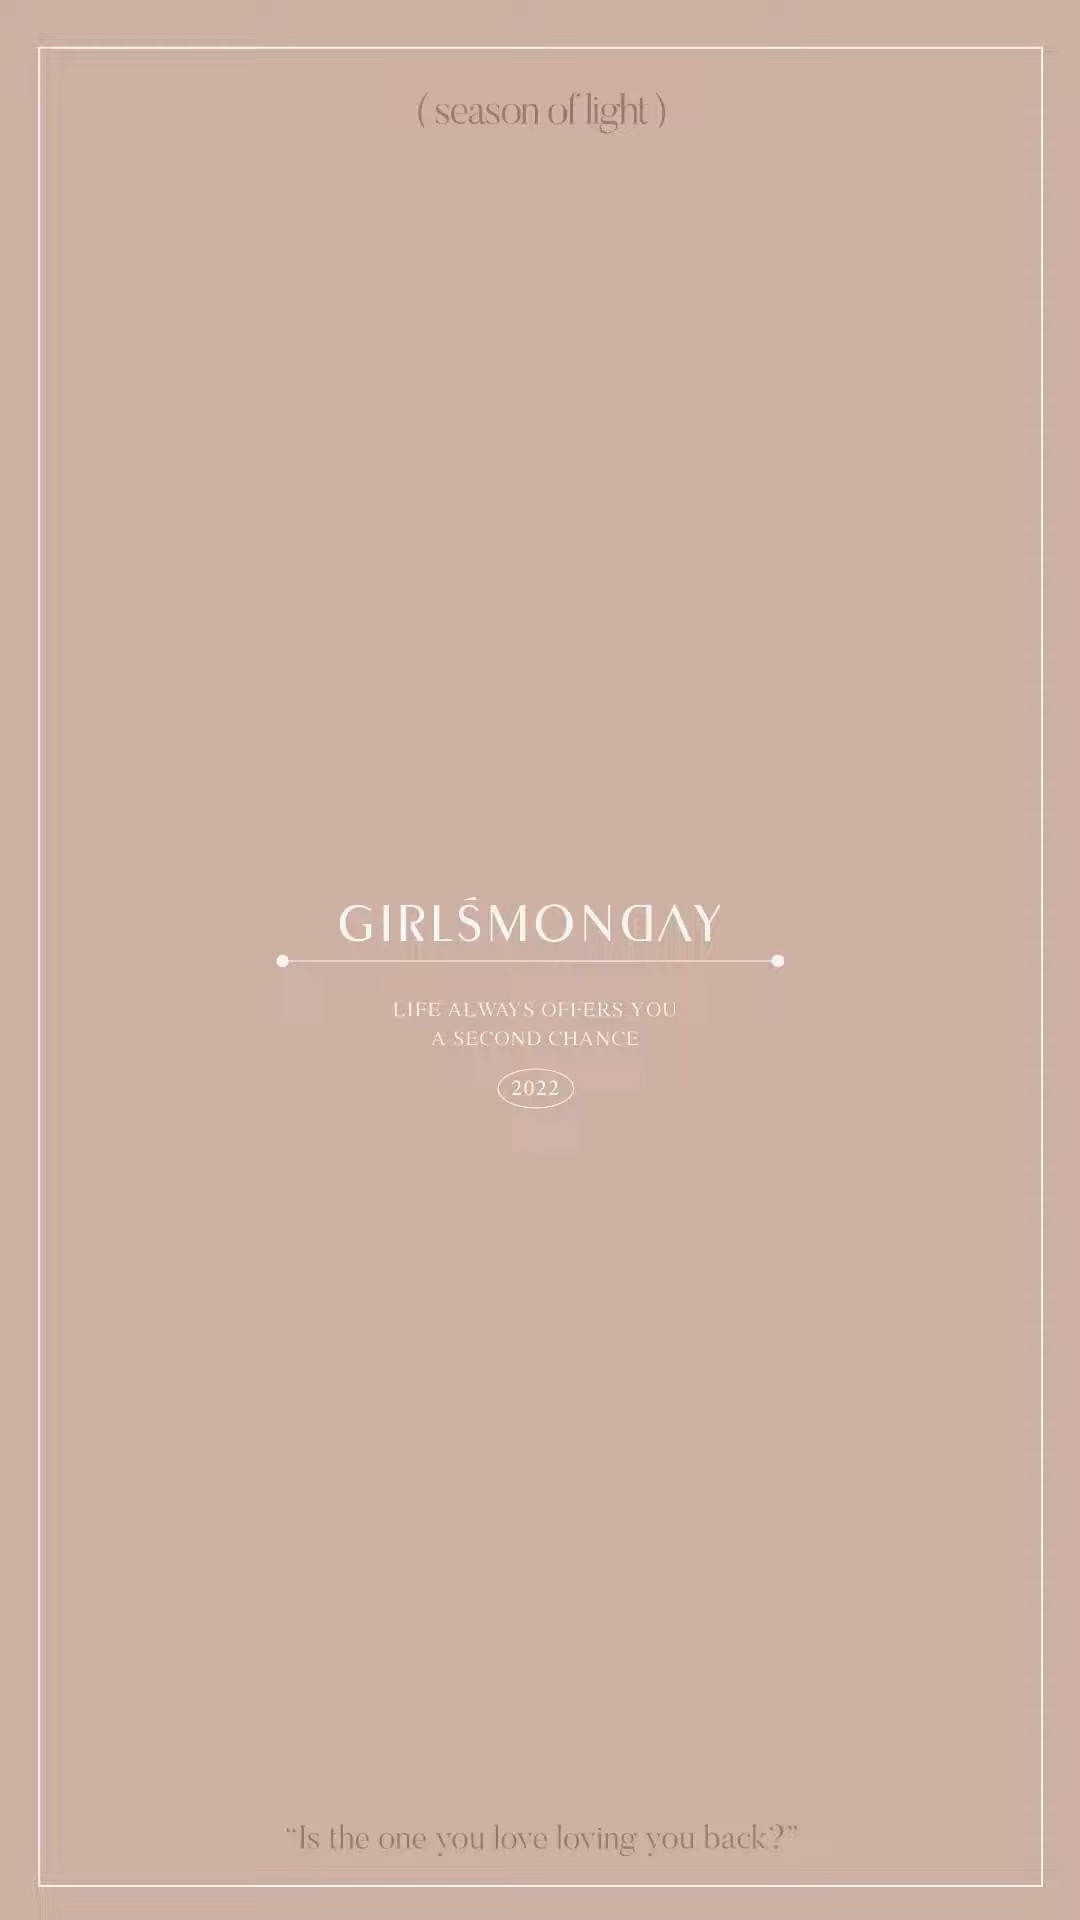 ( season of light )
GIRLŚMONDAY
LIFE ALWAYS OFFERS YOU
A SECOND CHANCE
2022
“Is the one you love loving you back?”